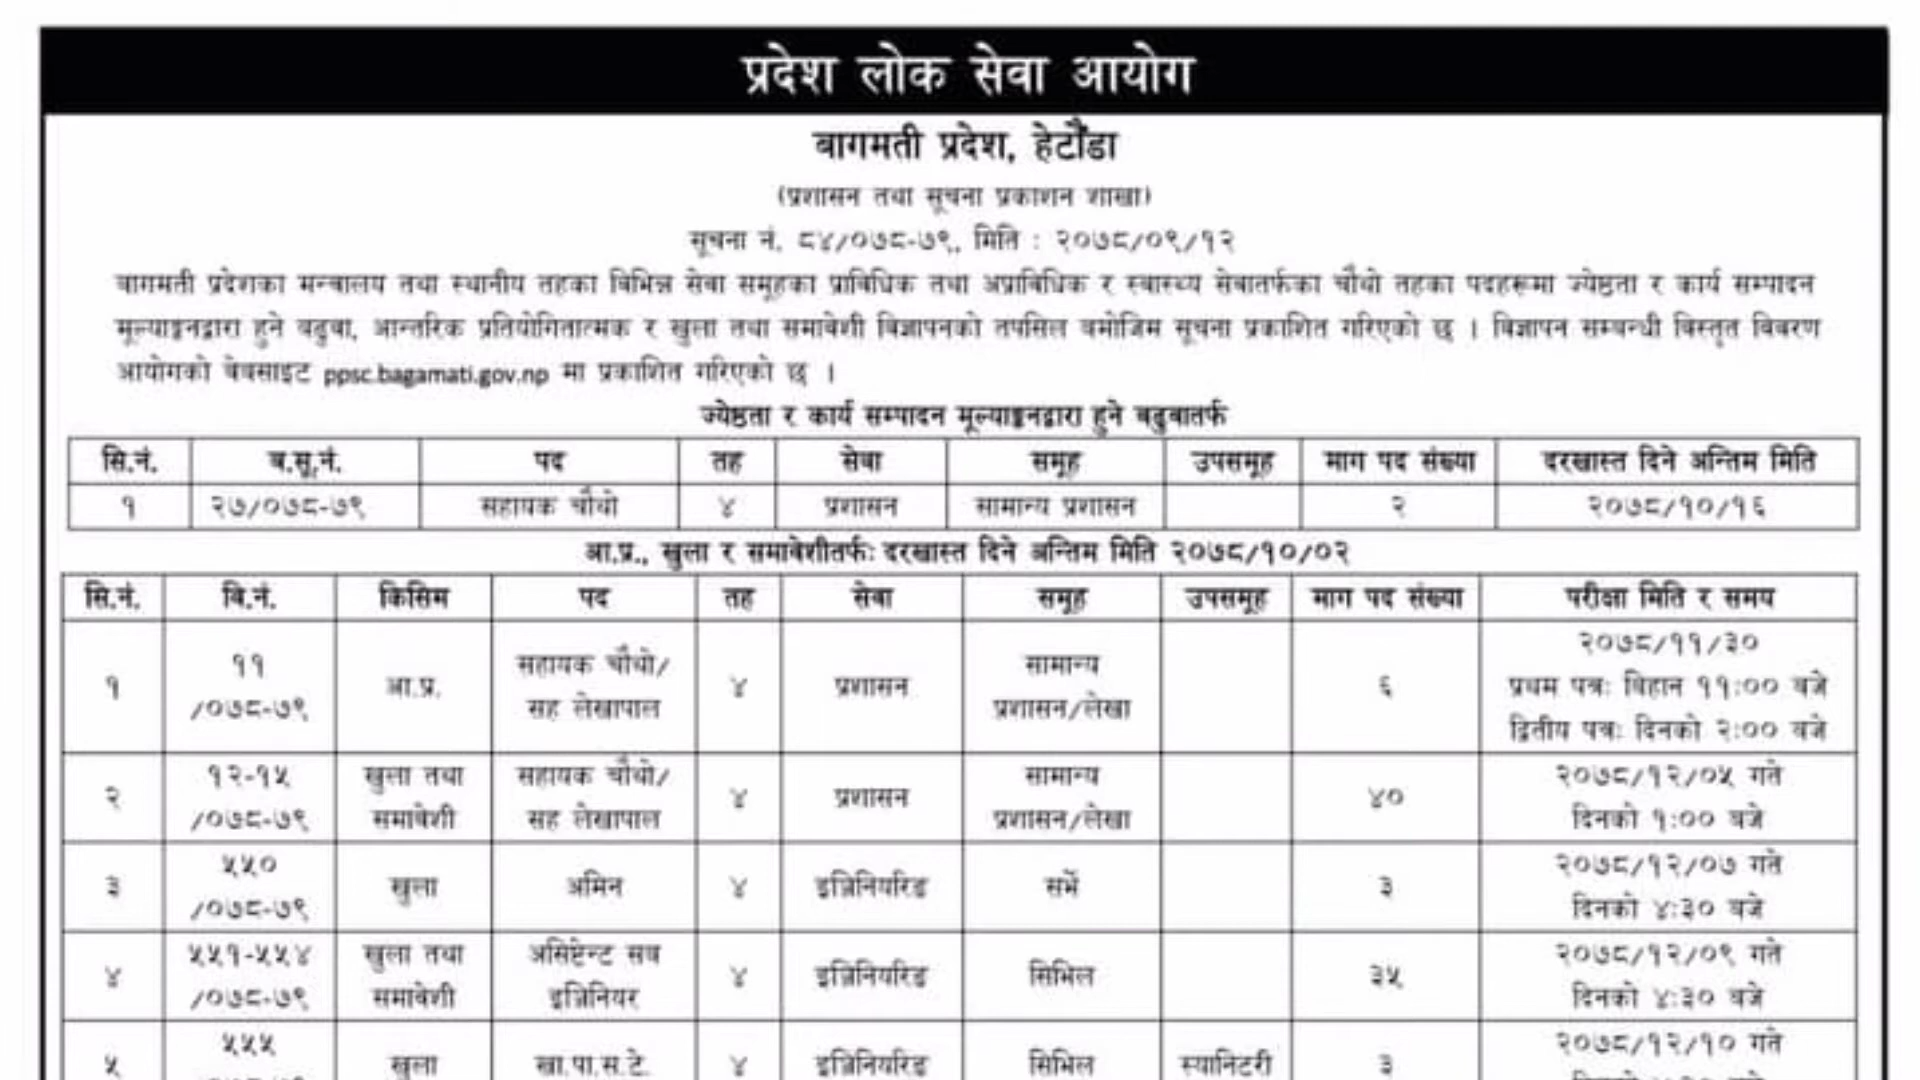 प्रदेश लोक सेवा आयोग
बागमती प्रदेश, हेटौंडा
(प्रशासन तथा सूचना प्रकाशन शाखा)
सूचना नं. ८४/०७८-७९, मिति : २०७८/०९/१२
बागमती प्रदेशका मन्त्रालय तथा स्थानीय तहका विभिन्न सेवा समूहका प्राविधिक तथा अप्राविधिक र स्वास्थ्य सेवातर्फका चौथो तहका पदहरूमा ज्येष्ठता र कार्य सम्पादन
मूल्याङ्कनद्वारा हुने बढुवा, आन्तरिक प्रतियोगितात्मक र खुला तथा समावेशी विज्ञापनको तपसिल बमोजिम सूचना प्रकाशित गरिएको छ । विज्ञापन सम्बन्धी विस्तृत विवरण
आयोगको वेबसाइट ppsc.bagamati.gov.np मा प्रकाशित गरिएको छ ।
ज्येष्ठता र कार्य सम्पादन मूल्याङ्कनद्वारा हुने बढुवातर्फ
सि.नं. ब.सू.नं. पद तह सेवा समूह उपसमूह माग पद संख्या दरखास्त दिने अन्तिम मिति
१ २७/०७८-७९ सहायक चौथो ४ प्रशासन सामान्य प्रशासन २ २०७८/१०/१६
आ.प्र., खुला र समावेशीतर्फः दरखास्त दिने अन्तिम मिति २०७८/१०/०२
सि.नं. वि.नं. किसिम पद तह सेवा समूह उपसमूह माग पद संख्या परीक्षा मिति र समय
१ ११ /०७८-७९ आ.प्र. सहायक चौथो/ सह लेखापाल ४ प्रशासन सामान्य प्रशासन/लेखा ६ २०७८/११/३० प्रथम पत्रः बिहान ११:०० बजे द्वितीय पत्रः दिनको २:०० बजे
२ १२-१५ /०७८-७९ खुला तथा समावेशी सहायक चौथो/ सह लेखापाल ४ प्रशासन सामान्य प्रशासन/लेखा ४० २०७८/१२/०५ गते दिनको १:०० बजे
३ ५५० /०७८-७९ खुला अमिन ४ इञ्जिनियरिङ सर्भे ३ २०७८/१२/०७ गते दिनको ४:३० बजे
४ ५५१-५५४ /०७८-७९ खुला तथा समावेशी असिष्टेन्ट सब इञ्जिनियर ४ इञ्जिनियरिङ सिभिल ३५ २०७८/१२/०९ गते दिनको ४:३० बजे
५ ५५५ खुला खा.पा.स.टे. ४ इञ्जिनियरिङ सिभिल स्यानिटरी ३ २०७८/१२/१० गते